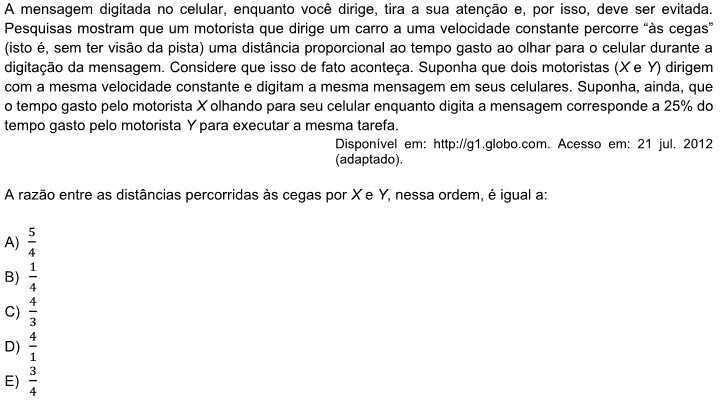 A mensagem digitada no celular, enquanto você dirige, tira a sua atenção e, por isso, deve ser evitada.
Pesquisas mostram que um motorista que dirige um carro a uma velocidade constante percorre “às cegas”
(isto é, sem ter visão da pista) uma distância proporcional ao tempo gasto ao olhar para o celular durante a
digitação da mensagem. Considere que isso de fato aconteça. Suponha que dois motoristas (X e Y) dirigem
com a mesma velocidade constante e digitam a mesma mensagem em seus celulares. Suponha, ainda, que
o tempo gasto pelo motorista X olhando para seu celular enquanto digita a mensagem corresponde a 25% do
tempo gasto pelo motorista Y para executar a mesma tarefa.
Disponível em: http://g1.globo.com. Acesso em: 21 jul. 2012
(adaptado).
A razão entre as distâncias percorridas às cegas por X e Y, nessa ordem, é igual a:
A) 5/4
B) 1/4
C) 4/3
D) 4/1
E) 3/4